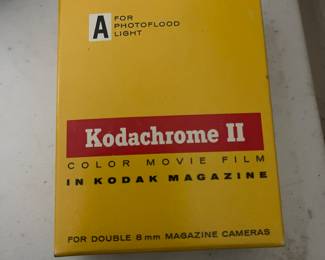 A
FOR
PHOTOFLOOD
LIGHT
Kodachrome II
COLOR MOVIE FILM
IN KODAK MAGAZINE
FOR DOUBLE 8mm MAGAZINE CAMERAS